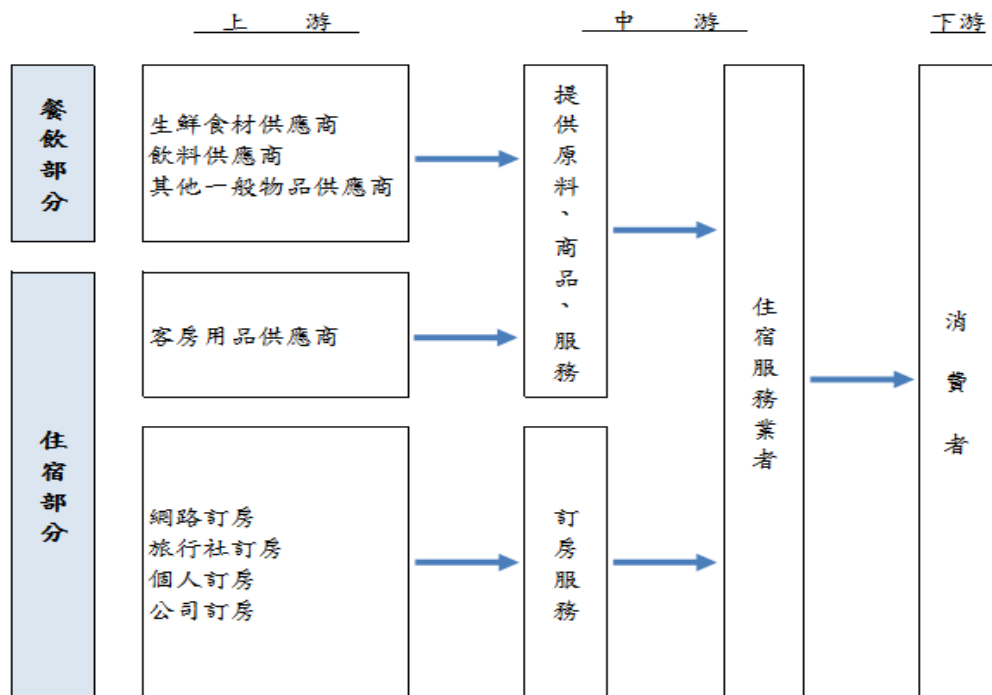 上 游
中 游
下游
餐飲部分
生鮮食材供應商
飲料供應商
其他一般物品供應商
提供原料、商品、服務
住宿部分
客房用品供應商
網路訂房
旅行社訂房
個人訂房
公司訂房
訂房服務
住宿服務業者
消費者